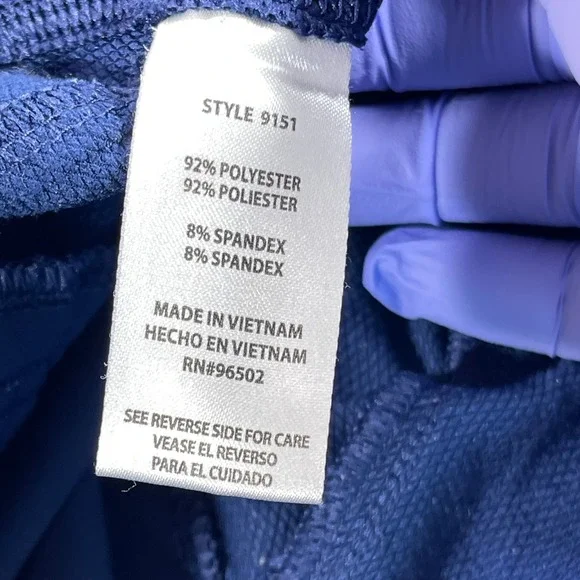 STYLE 9151
92% POLYESTER
92% POLIESTER
8% SPANDEX
8% SPANDEX
MADE IN VIETNAM
HECHO EN VIETNAM
RN#96502
SEE REVERSE SIDE FOR CARE
VEASE EL REVERSO
PARA EL CUIDADO